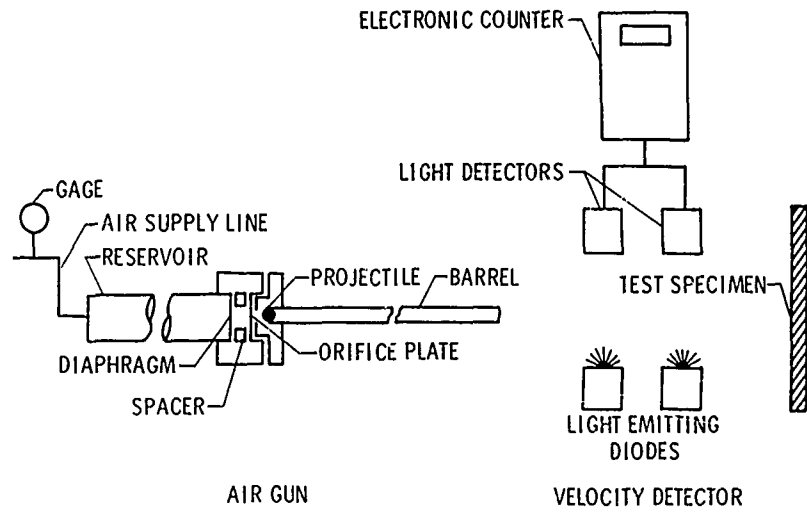 ELECTRONIC COUNTER
LIGHT DETECTORS
GAGE
AIR SUPPLY LINE
RESERVOIR
PROJECTILE
BARREL
TEST SPECIMEN
DIAPHRAGM
ORIFICE PLATE
SPACER
LIGHT EMITTING
DIODES
AIR GUN
VELOCITY DETECTOR